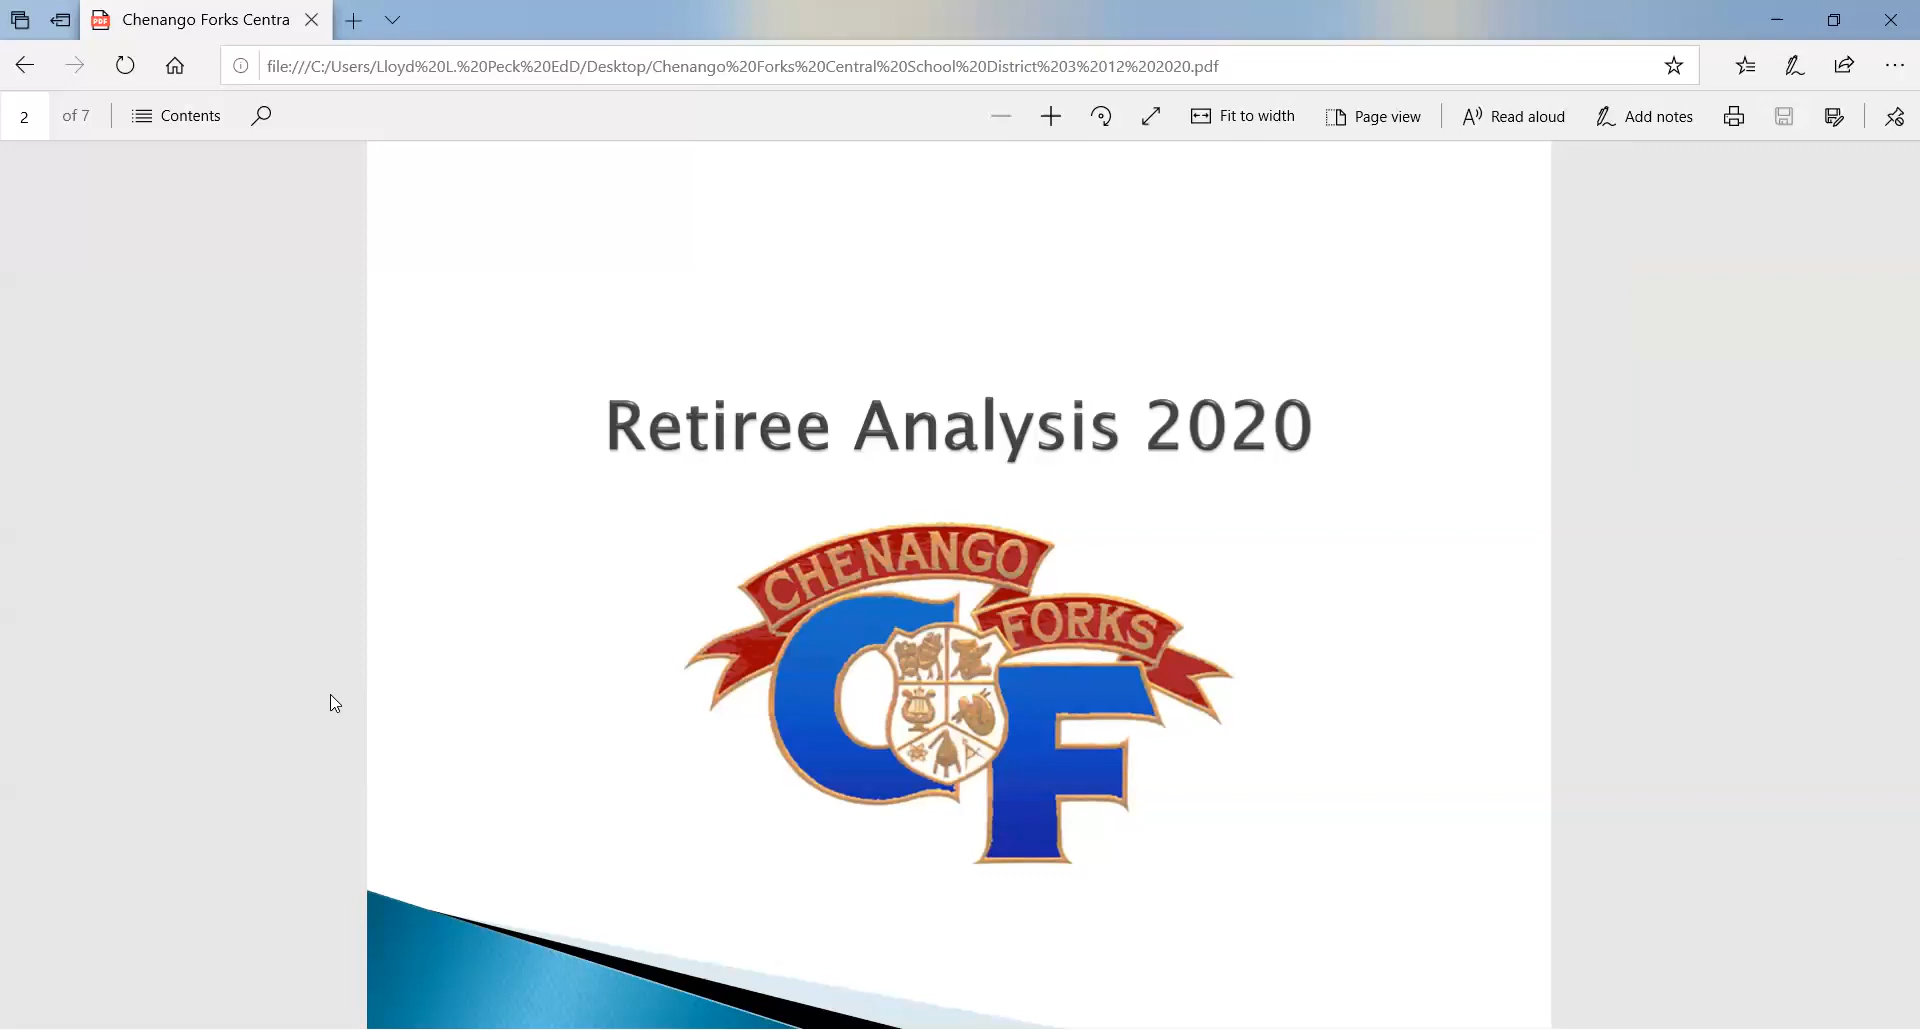 Chenango Forks Centra
file:///C:/Users/Lloyd%20L.%20Peck%20EdD/Desktop/Chenango%20Forks%20Central%20School%20District%203%2012%202020.pdf
2 of 7 Contents Fit to width Page view Read aloud Add notes
Retiree Analysis 2020
CHENANGO
FORKS
CF